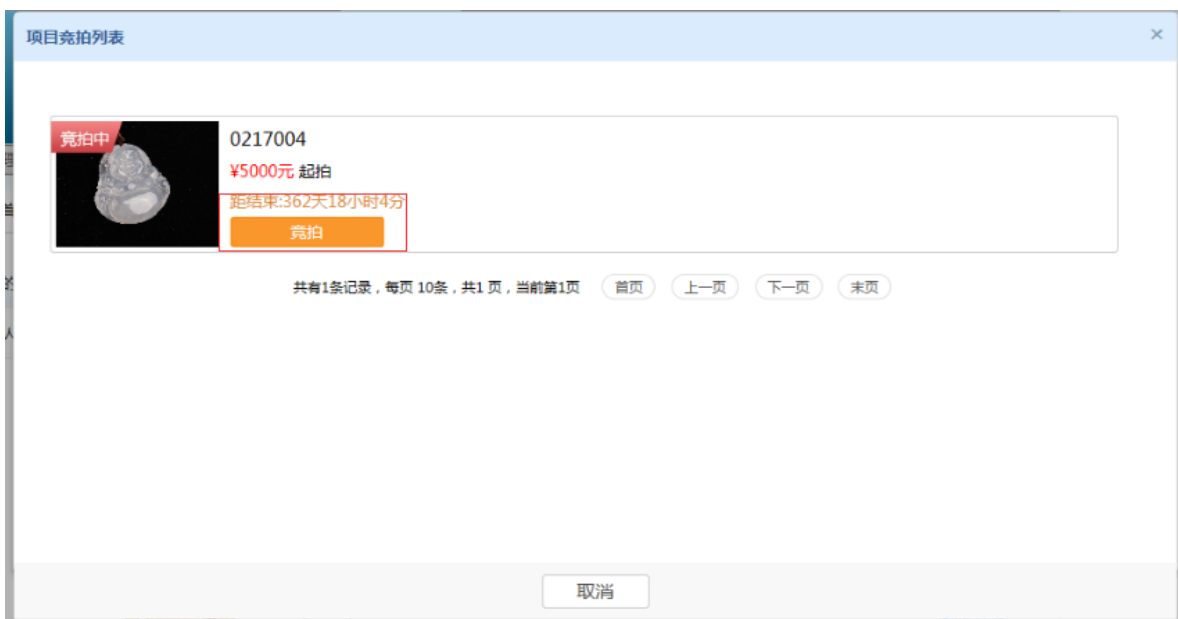 项目竞拍列表
×
竞拍中
0217004
¥5000元 起拍
距结束:362天18小时4分
竞拍
共有1条记录，每页 10条，共1 页，当前第1页 首页 上一页 下一页 末页
取消